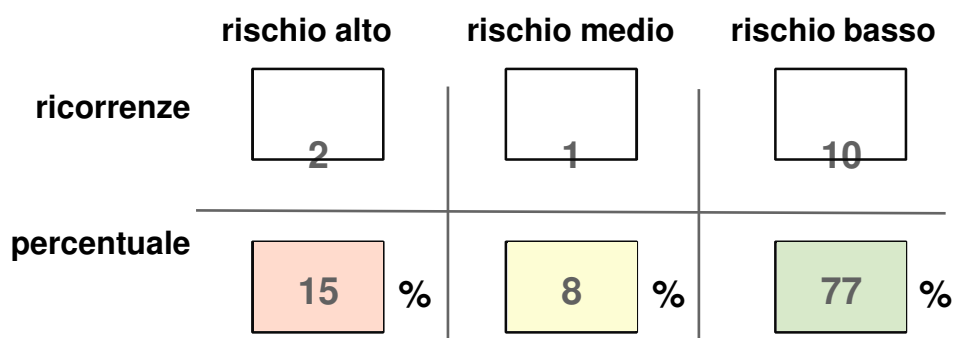 rischio alto rischio medio rischio basso
ricorrenze
2 1 10
percentuale
15 % 8 % 77 %